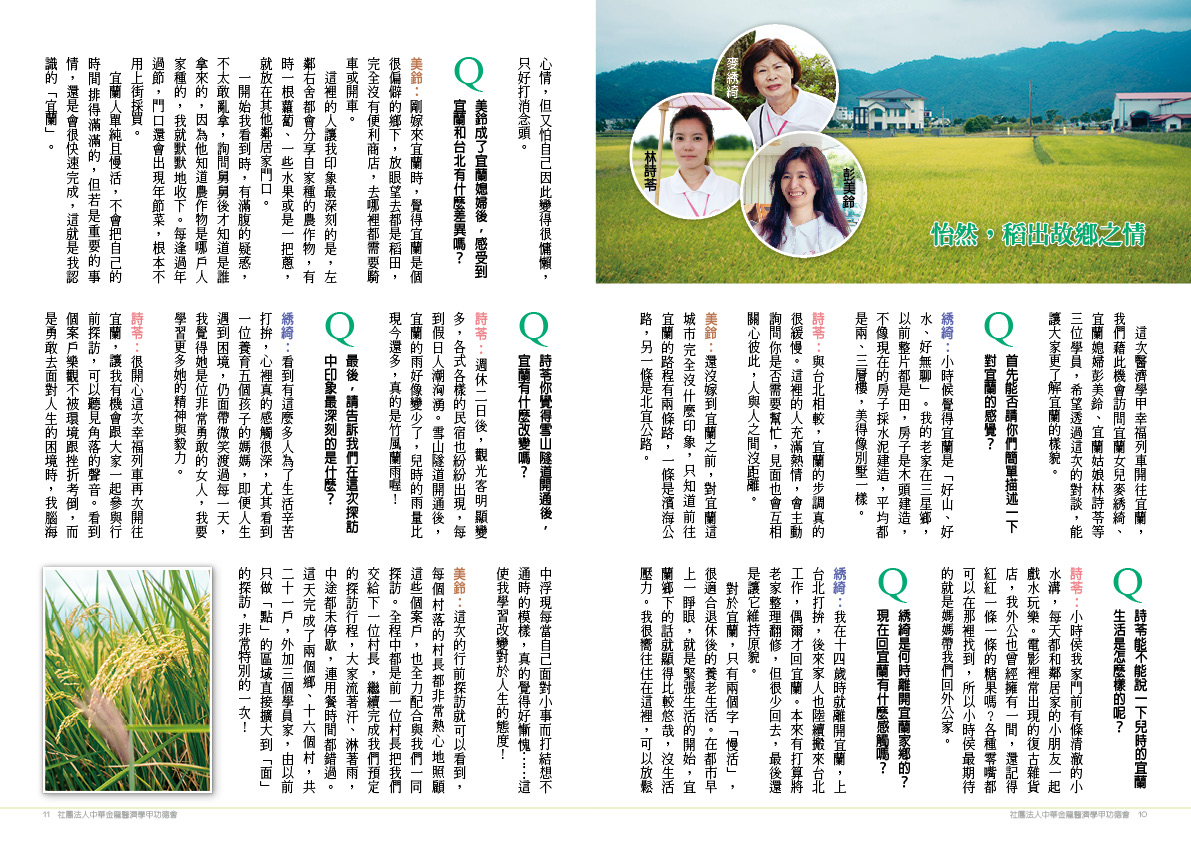 怡然，稻出故鄉之情
麥綉綺
林詩苓
彭美鈴
這次醫濟學甲幸福列車開往宜蘭，
我們藉此機會訪問宜蘭女兒麥綉綺、
宜蘭媳婦彭美鈴、宜蘭姑娘林詩苓等
三位學員，希望透過這次的對談，能
讓大家更了解宜蘭的樣貌。
Q
首先能否請你們簡單描述一下
對宜蘭的感覺？
綉綺：小時候覺得宜蘭是「好山、好
水、好無聊」。我的老家在三星鄉，
以前整片都是田，房子是木頭建造，
不像現在的房子採水泥建造，平均都
是兩、三層樓，美得像別墅一樣。
詩苓：與台北相較，宜蘭的步調真的
很緩慢。這裡的人充滿熱情，會主動
詢問你是否需要幫忙，見面也會互相
關心彼此，人與人之間沒距離。
美鈴：還沒嫁到宜蘭之前，對宜蘭這
城市完全沒什麼印象，只知道前往
宜蘭的路程有兩條路，一條是濱海公
路，另一條是北宜公路。
Q
詩苓能不能說一下兒時的宜蘭
生活是怎麼樣的呢？
詩苓：小時侯我家門前有條清澈的小
水溝，每天都和鄰居家的小朋友一起
戲水玩樂。電影裡常出現的復古雜貨
店，我外公也曾經擁有一間，還記得
紅紅一條一條的糖果嗎？各種零嘴都
可以在那裡找到，所以小時侯最期待
的就是媽媽帶我們回外公家。
Q
綉綺是何時離開宜蘭家鄉的？
現在回宜蘭有什麼感觸嗎？
綉綺：我在十四歲時就離開宜蘭，上
台北打拚，後來家人也陸續搬來台北
工作，偶爾才回宜蘭。本來有打算將
老家整理翻修，但很少回去，最後還
是讓它維持原貌。
對於宜蘭，只有兩個字「慢活」，
很適合退休後的養老生活。在都市早
上一睜眼，就是緊張生活的開始，宜
蘭鄉下的話就顯得比較悠哉，沒生活
壓力。我很嚮往住在這裡，可以放鬆
心情，但又怕自己因此變得很慵懶，
只好打消念頭。
Q
美鈴成了宜蘭媳婦後，感受到
宜蘭和台北有什麼差異嗎？
美鈴：剛嫁來宜蘭時，覺得宜蘭是個
很偏僻的鄉下，放眼望去都是稻田，
完全沒有便利商店，去哪裡都需要騎
車或開車。
這裡的人讓我印象最深刻的是，左
鄰右舍都會分享自家種的農作物，有
時一根蘿蔔、一些水果或是一把蔥，
就放在其他鄰居家門口。
一開始我看到時，有滿腹的疑惑，
不太敢亂拿，詢問舅舅後才知道是誰
拿來的，因為他知道農作物是哪戶人
家種的，我就默默地收下。每逢過年
過節，門口還會出現年節菜，根本不
用上街採買。
宜蘭人單純且慢活，不會把自己的
時間排得滿滿的，但若是重要的事
情，還是會很快速完成，這就是我認
識的「宜蘭」。
Q
詩苓你覺得雪山隧道開通後，
宜蘭有什麼改變嗎？
詩苓：週休二日後，觀光客明顯變
多，各式各樣的民宿也紛紛出現，每
到假日人潮洶湧。雪山隧道開通後，
宜蘭的雨好像變少了，兒時的雨量比
現今還多，真的是竹風蘭雨喔！
Q
最後，請告訴我們在這次探訪
中印象最深刻的是什麼？
綉綺：看到有這麼多人為了生活辛苦
打拚，心裡真的感觸很深，尤其看到
一位養育五個孩子的媽媽，即便人生
遇到困境，仍面帶微笑渡過每一天，
我覺得她是位非常勇敢的女人，我要
學習更多她的精神與毅力。
詩苓：很開心這次幸福列車再次開往
宜蘭，讓我有機會跟大家一起參與行
前探訪，可以聽見角落的聲音。看到
個案戶樂觀不被環境跟挫折考倒，而
是勇敢去面對人生的困境時，我腦海
中浮現每當自己面對小事而打結想不
通時的模樣，真的覺得好慚愧……這
使我學習改變對於人生的態度！
美鈴：這次的行前探訪就可以看到，
每個村落的村長都非常熱心地照顧
這些個案戶，也全力配合與我們一同
探訪。全程中都是前一位村長把我們
交給下一位村長，繼續完成我們預定
的探訪行程，大家流著汗、淋著雨，
中途都未停歇，連用餐時間都錯過。
這天完成了兩個鄉、十六個村，共
二十一戶，外加三個學員家，由以前
只做「點」的區域直接擴大到「面」
的探訪，非常特別的一次！
11 社團法人中華金龍醫濟學甲功德會
社團法人中華金龍醫濟學甲功德會 10